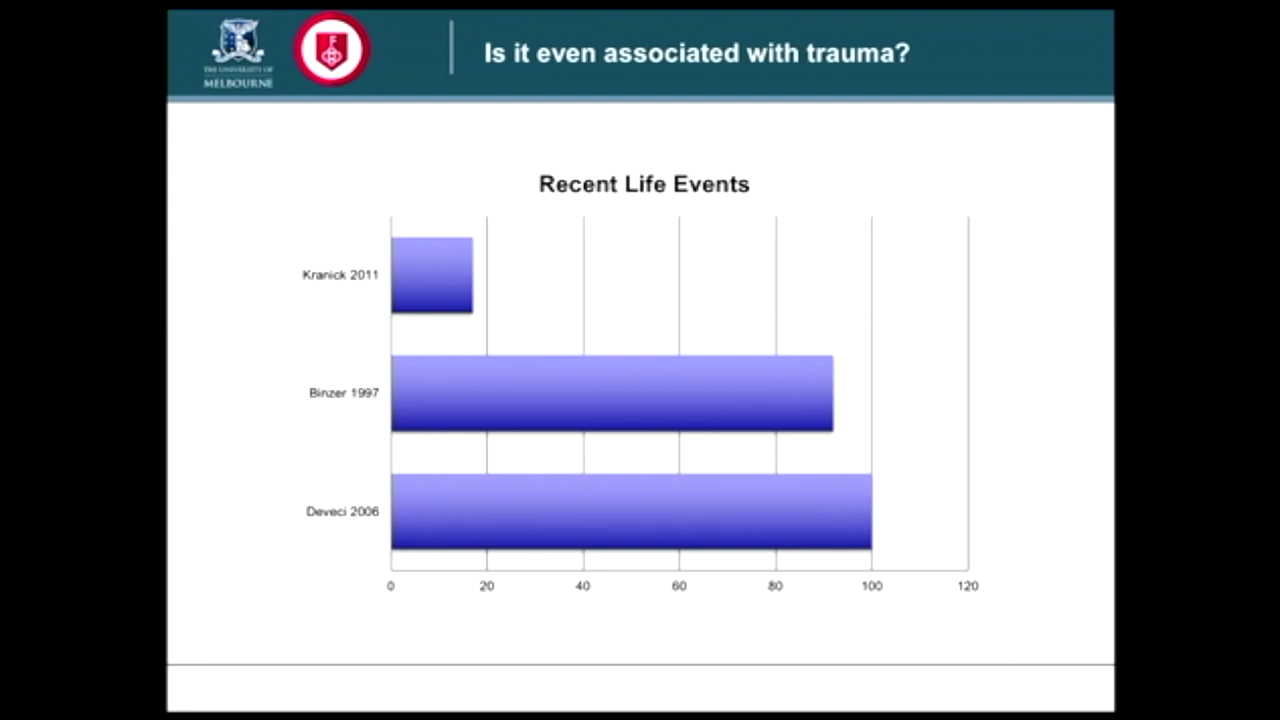 THE UNIVERSITY OF
MELBOURNE
Is it even associated with trauma?
Recent Life Events
Kranick 2011
Binzer 1997
Deveci 2006
0 20 40 60 80 100 120